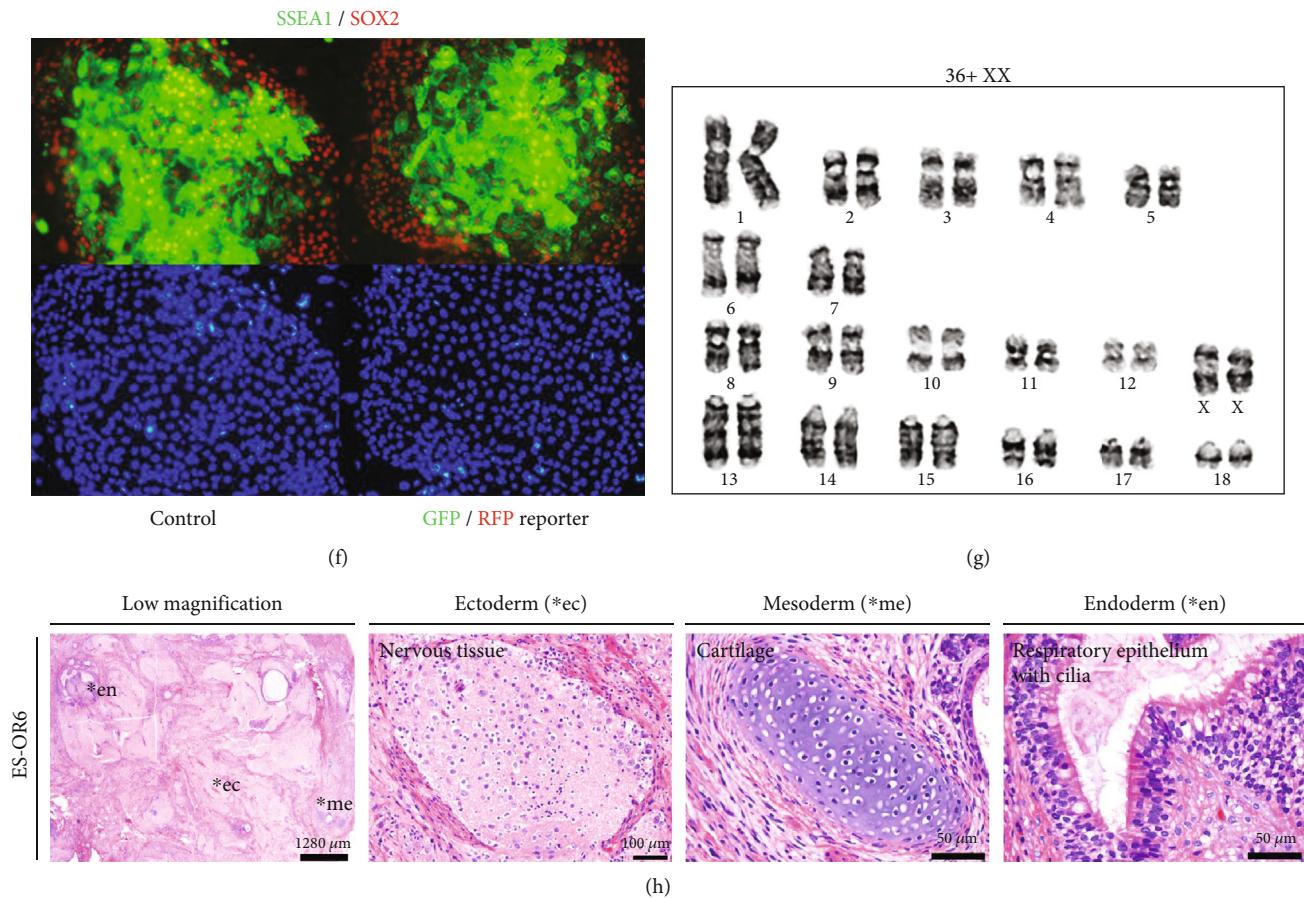 SSEA1 / SOX2
Control
GFP / RFP reporter
(f)
36+ XX
1 2 3 4 5
6 7
8 9 10 11 12
X X
13 14 15 16 17 18
(g)
Low magnification
Ectoderm (*ec)
Mesoderm (*me)
Endoderm (*en)
ES-OR6
*en
*ec
*me
1280 μm
Nervous tissue
100 μm
Cartilage
50 μm
Respiratory epithelium
with cilia
50 μm
(h)